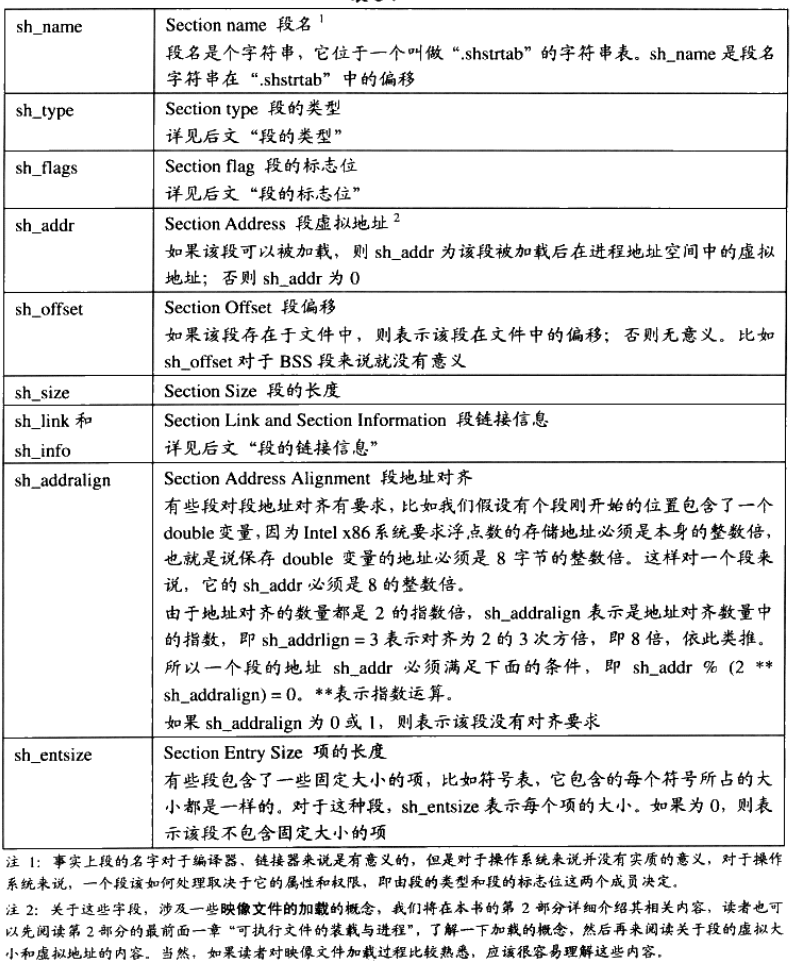 sh_name
Section name 段名 1
段名是个字符串，它位于一个叫做 “.shstrtab” 的字符串表。sh_name 是段名
字符串在 “.shstrtab” 中的偏移
sh_type
Section type 段的类型
详见后文 “段的类型”
sh_flags
Section flag 段的标志位
详见后文 “段的标志位”
sh_addr
Section Address 段虚拟地址 2
如果该段可以被加载，则 sh_addr 为该段被加载后在进程地址空间中的虚拟
地址；否则 sh_addr 为 0
sh_offset
Section Offset 段偏移
如果该段存在于文件中，则表示该段在文件中的偏移；否则无意义。比如
sh_offset 对于 BSS 段来说就没有意义
sh_size
Section Size 段的长度
sh_link 和
sh_info
Section Link and Section Information 段链接信息
详见后文 “段的链接信息”
sh_addralign
Section Address Alignment 段地址对齐
有些段对段地址对齐有要求，比如我们假设有个段刚开始的位置包含了一个
double 变量，因为 Intel x86 系统要求浮点数的存储地址必须是本身的整数倍，
也就是说保存 double 变量的地址必须是 8 字节的整数倍。这样对一个段来
说，它的 sh_addr 必须是 8 的整数倍。
由于地址对齐的数量都是 2 的指数倍，sh_addralign 表示是地址对齐数量中
的指数，即 sh_addrlign = 3 表示对齐为 2 的 3 次方倍，即 8 倍，依此类推。
所以一个段的地址 sh_addr 必须满足下面的条件，即 sh_addr % (2 **
sh_addralign) = 0。**表示指数运算。
如果 sh_addralign 为 0 或 1，则表示该段没有对齐要求
sh_entsize
Section Entry Size 项的长度
有些段包含了一些固定大小的项，比如符号表，它包含的每个符号所占的大
小都是一样的。对于这种段，sh_entsize 表示每个项的大小。如果为 0，则表
示该段不包含固定大小的项
注 1：事实上段的名字对于编译器、链接器来说是有意义的，但是对于操作系统来说并没有实质的意义，对于操作
系统来说，一个段该如何处理取决于它的属性和权限，即由段的类型和段的标志位这两个成员决定。
注 2：关于这些字段，涉及一些映像文件的加载的概念，我们将在本书的第 2 部分详细介绍其相关内容，读者也可
以先阅读第 2 部分的最前面一章 “可执行文件的装载与进程”，了解一下加载的概念，然后再来阅读关于段的虚拟大
小和虚拟地址的内容。当然，如果读者对映像文件加载过程比较熟悉，应该很容易理解这些内容。